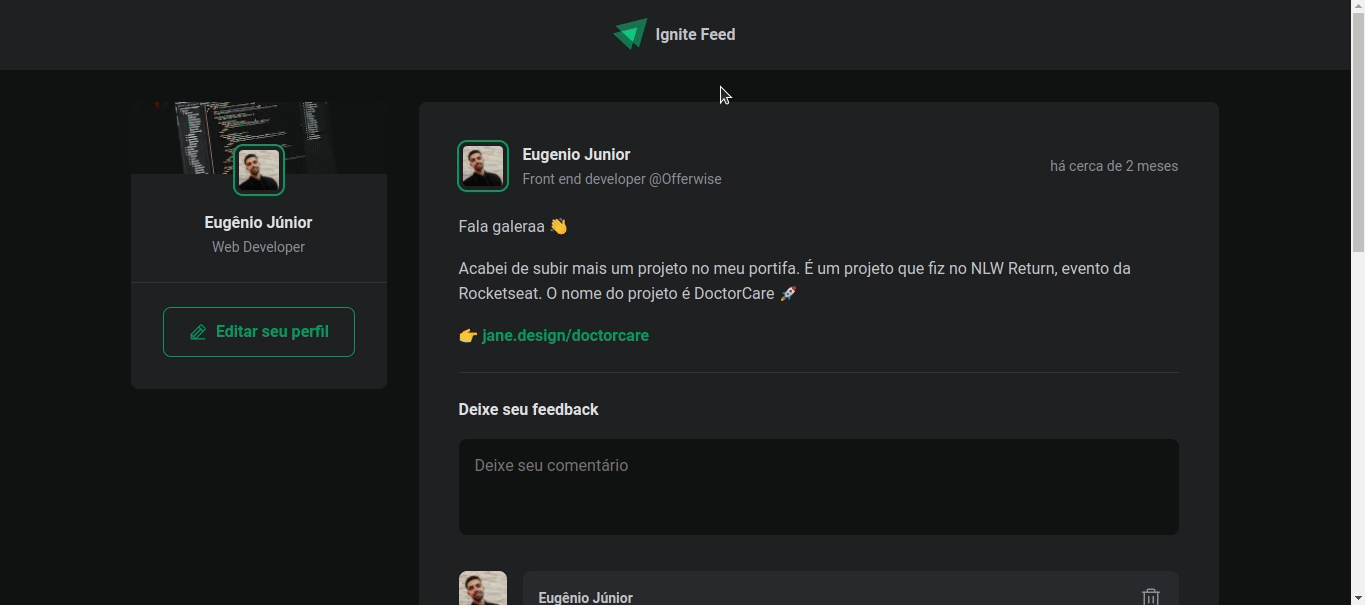 Ignite Feed
Eugênio Júnior
Web Developer
Editar seu perfil
Eugenio Junior
Front end developer @Offerwise
há cerca de 2 meses
Fala galeraa 👋
Acabei de subir mais um projeto no meu portifa. É um projeto que fiz no NLW Return, evento da
Rocketseat. O nome do projeto é DoctorCare 🚀
👉 jane.design/doctorcare
Deixe seu feedback
Deixe seu comentário
Eugênio Júnior